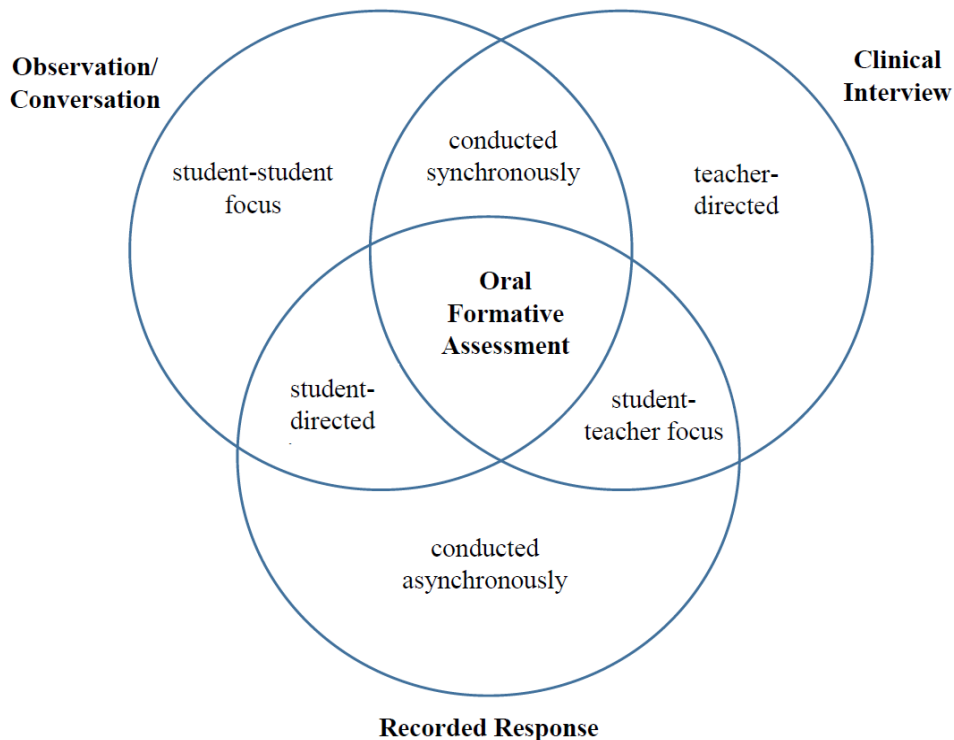 Observation/
Conversation
Clinical
Interview
conducted
synchronously
student-student
focus
teacher-
directed
Oral
Formative
Assessment
student-
directed
student-
teacher focus
conducted
asynchronously
Recorded Response